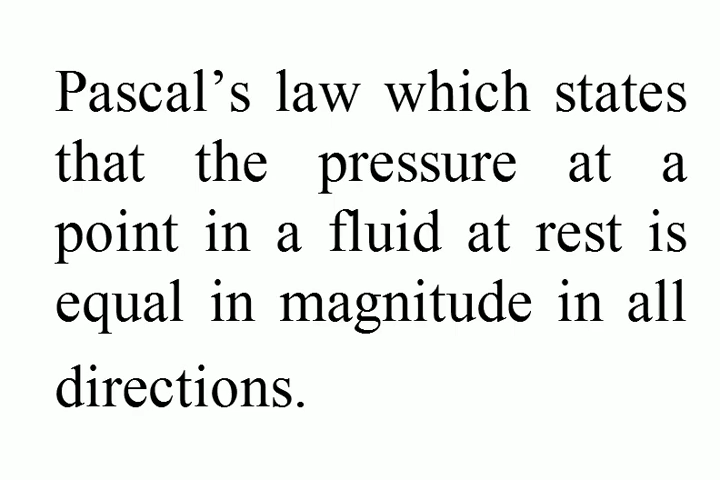 Pascal’s law which states
that the pressure at a
point in a fluid at rest is
equal in magnitude in all
directions.